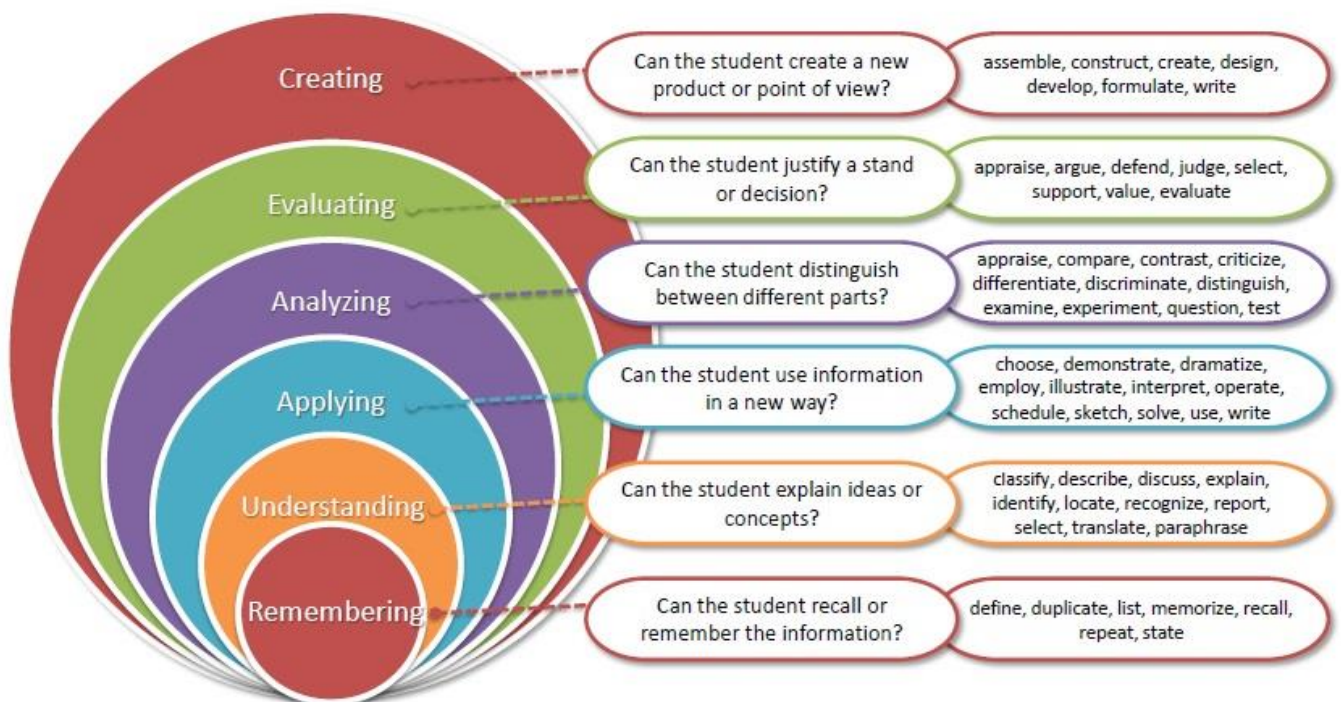 Creating
Can the student create a new
product or point of view?
assemble, construct, create, design,
develop, formulate, write
Evaluating
Can the student justify a stand
or decision?
appraise, argue, defend, judge, select,
support, value, evaluate
Analyzing
Can the student distinguish
between different parts?
appraise, compare, contrast, criticize,
differentiate, discriminate, distinguish,
examine, experiment, question, test
Applying
Can the student use information
in a new way?
choose, demonstrate, dramatize,
employ, illustrate, interpret, operate,
schedule, sketch, solve, use, write
Understanding
Can the student explain ideas or
concepts?
classify, describe, discuss, explain,
identify, locate, recognize, report,
select, translate, paraphrase
Remembering
Can the student recall or
remember the information?
define, duplicate, list, memorize, recall,
repeat, state